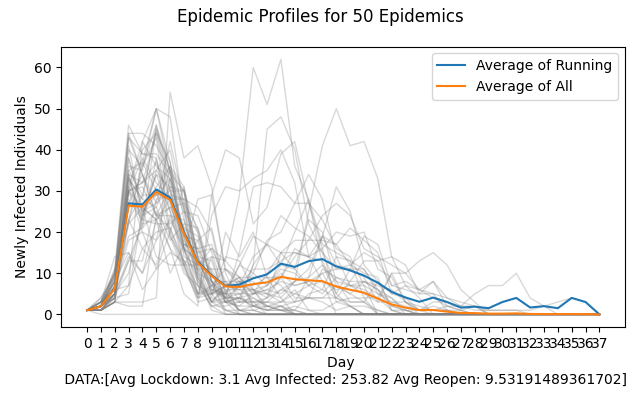 Epidemic Profiles for 50 Epidemics
Average of Running
Average of All
Newly Infected Individuals
60
50
40
30
20
10
0
0 1 2 3 4 5 6 7 8 9 10 11 12 13 14 15 16 17 18 19 20 21 22 23 24 25 26 27 28 29 30 31 32 33 34 35 36 37
Day
DATA:[Avg Lockdown: 3.1 Avg Infected: 253.82 Avg Reopen: 9.53191489361702]